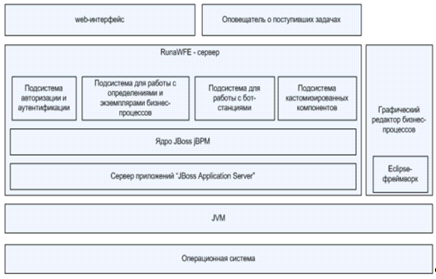 web-интерфейс
Оповещатель о поступивших задачах
RunaWFE - сервер
Подсистема
авторизации и
аутентификации
Подсистема для работы с
определениями и
экземплярами бизнес-
процессов
Подсистема для
работы с бот-
станциями
Подсистема
кастомизированных
компонентов
Ядро JBoss jBPM
Сервер приложений “JBoss Application Server”
Графический
редактор бизнес-
процессов
Eclipse-
фреймворк
JVM
Операционная система